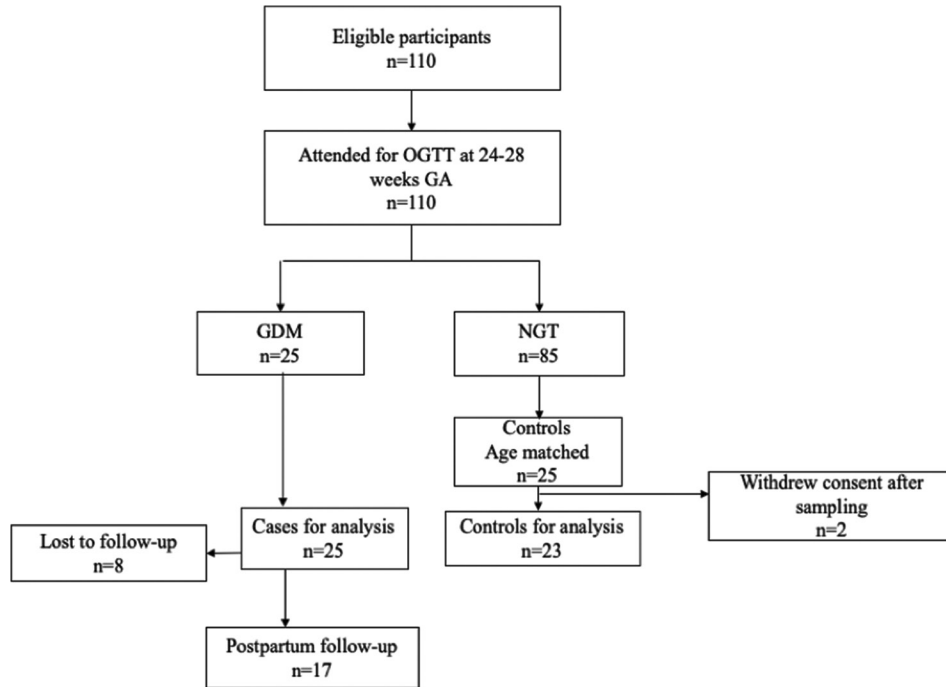 Eligible participants
n=110
Attended for OGTT at 24-28
weeks GA
n=110
GDM
n=25
NGT
n=85
Controls
Age matched
n=25
Withdrew consent after
sampling
n=2
Cases for analysis
n=25
Controls for analysis
n=23
Lost to follow-up
n=8
Postpartum follow-up
n=17